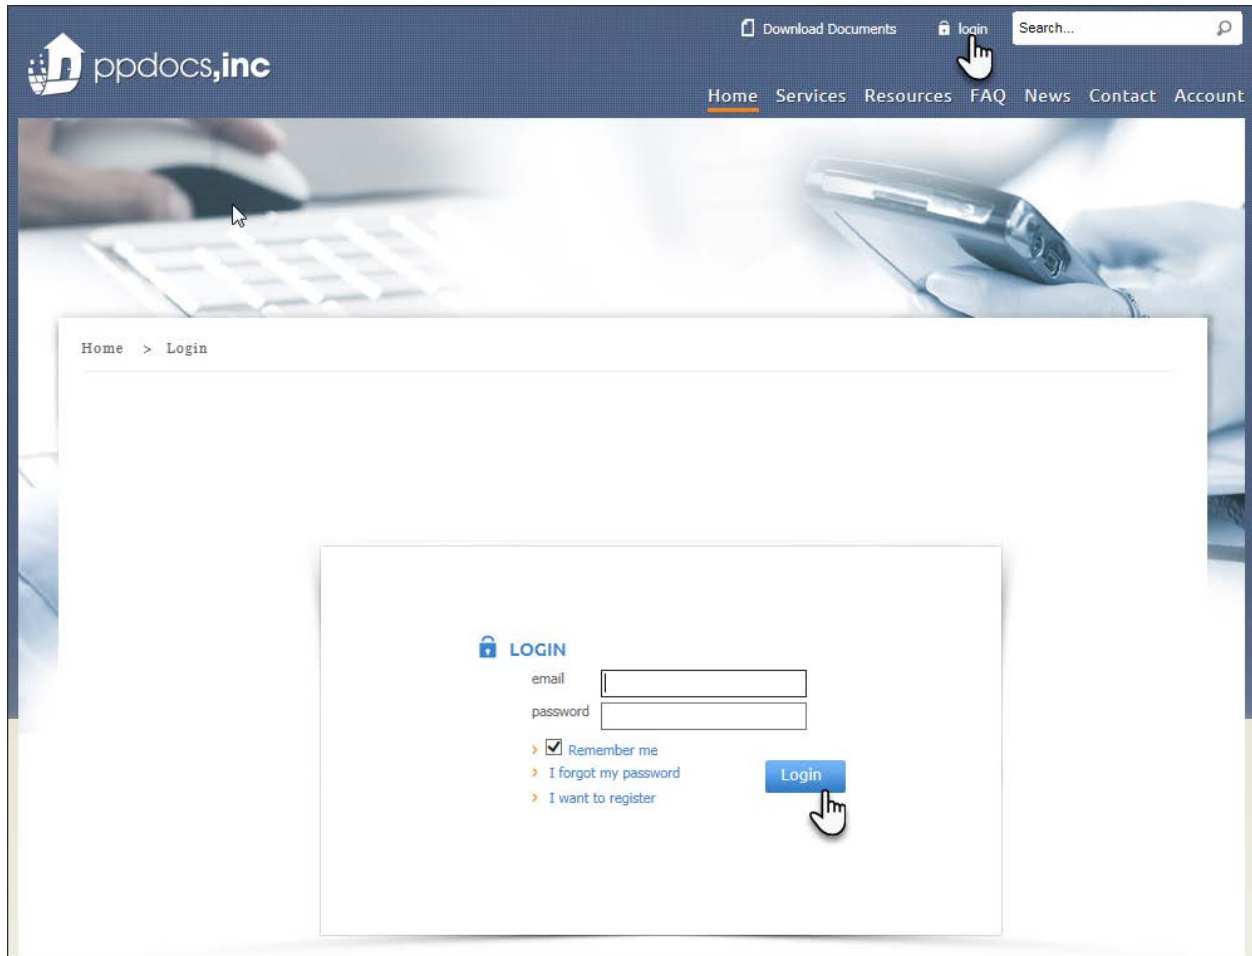 Download Documents login Search...
ppdocs,inc
Home Services Resources FAQ News Contact Account
Home > Login
LOGIN
email
password
> Remember me
> I forgot my password
Login
> I want to register